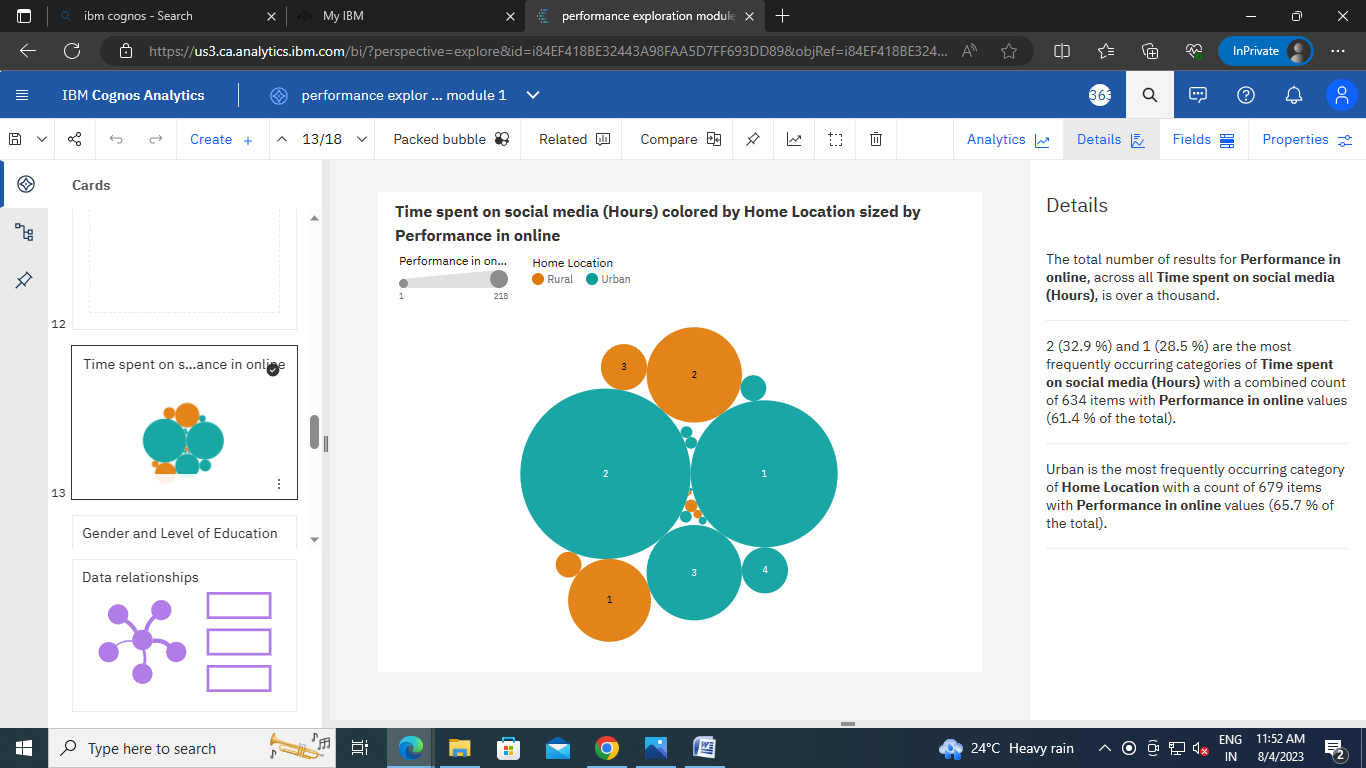 ibm cognos - Search
My IBM
performance exploration module
https://us3.ca.analytics.ibm.com/bi/?perspective=explore&id=i84EF418BE32443A98FAA5D7FF693DD89&objRef=i84EF418BE324...
InPrivate
IBM Cognos Analytics
performance explor ... module 1
363
Create +
13/18
Packed bubble
Related
Compare
Analytics
Details
Fields
Properties
Cards
12
Time spent on s...ance in online
13
Gender and Level of Education
Data relationships
Time spent on social media (Hours) colored by Home Location sized by
Performance in online
Performance in on...
1
218
Home Location
Rural
Urban
3
2
2
1
3
4
1
Details
The total number of results for Performance in
online, across all Time spent on social media
(Hours), is over a thousand.
2 (32.9 %) and 1 (28.5 %) are the most
frequently occurring categories of Time spent
on social media (Hours) with a combined count
of 634 items with Performance in online values
(61.4 % of the total).
Urban is the most frequently occurring category
of Home Location with a count of 679 items
with Performance in online values (65.7 % of
the total).
Type here to search
24°C Heavy rain
ENG
IN
11:52 AM
8/4/2023
2